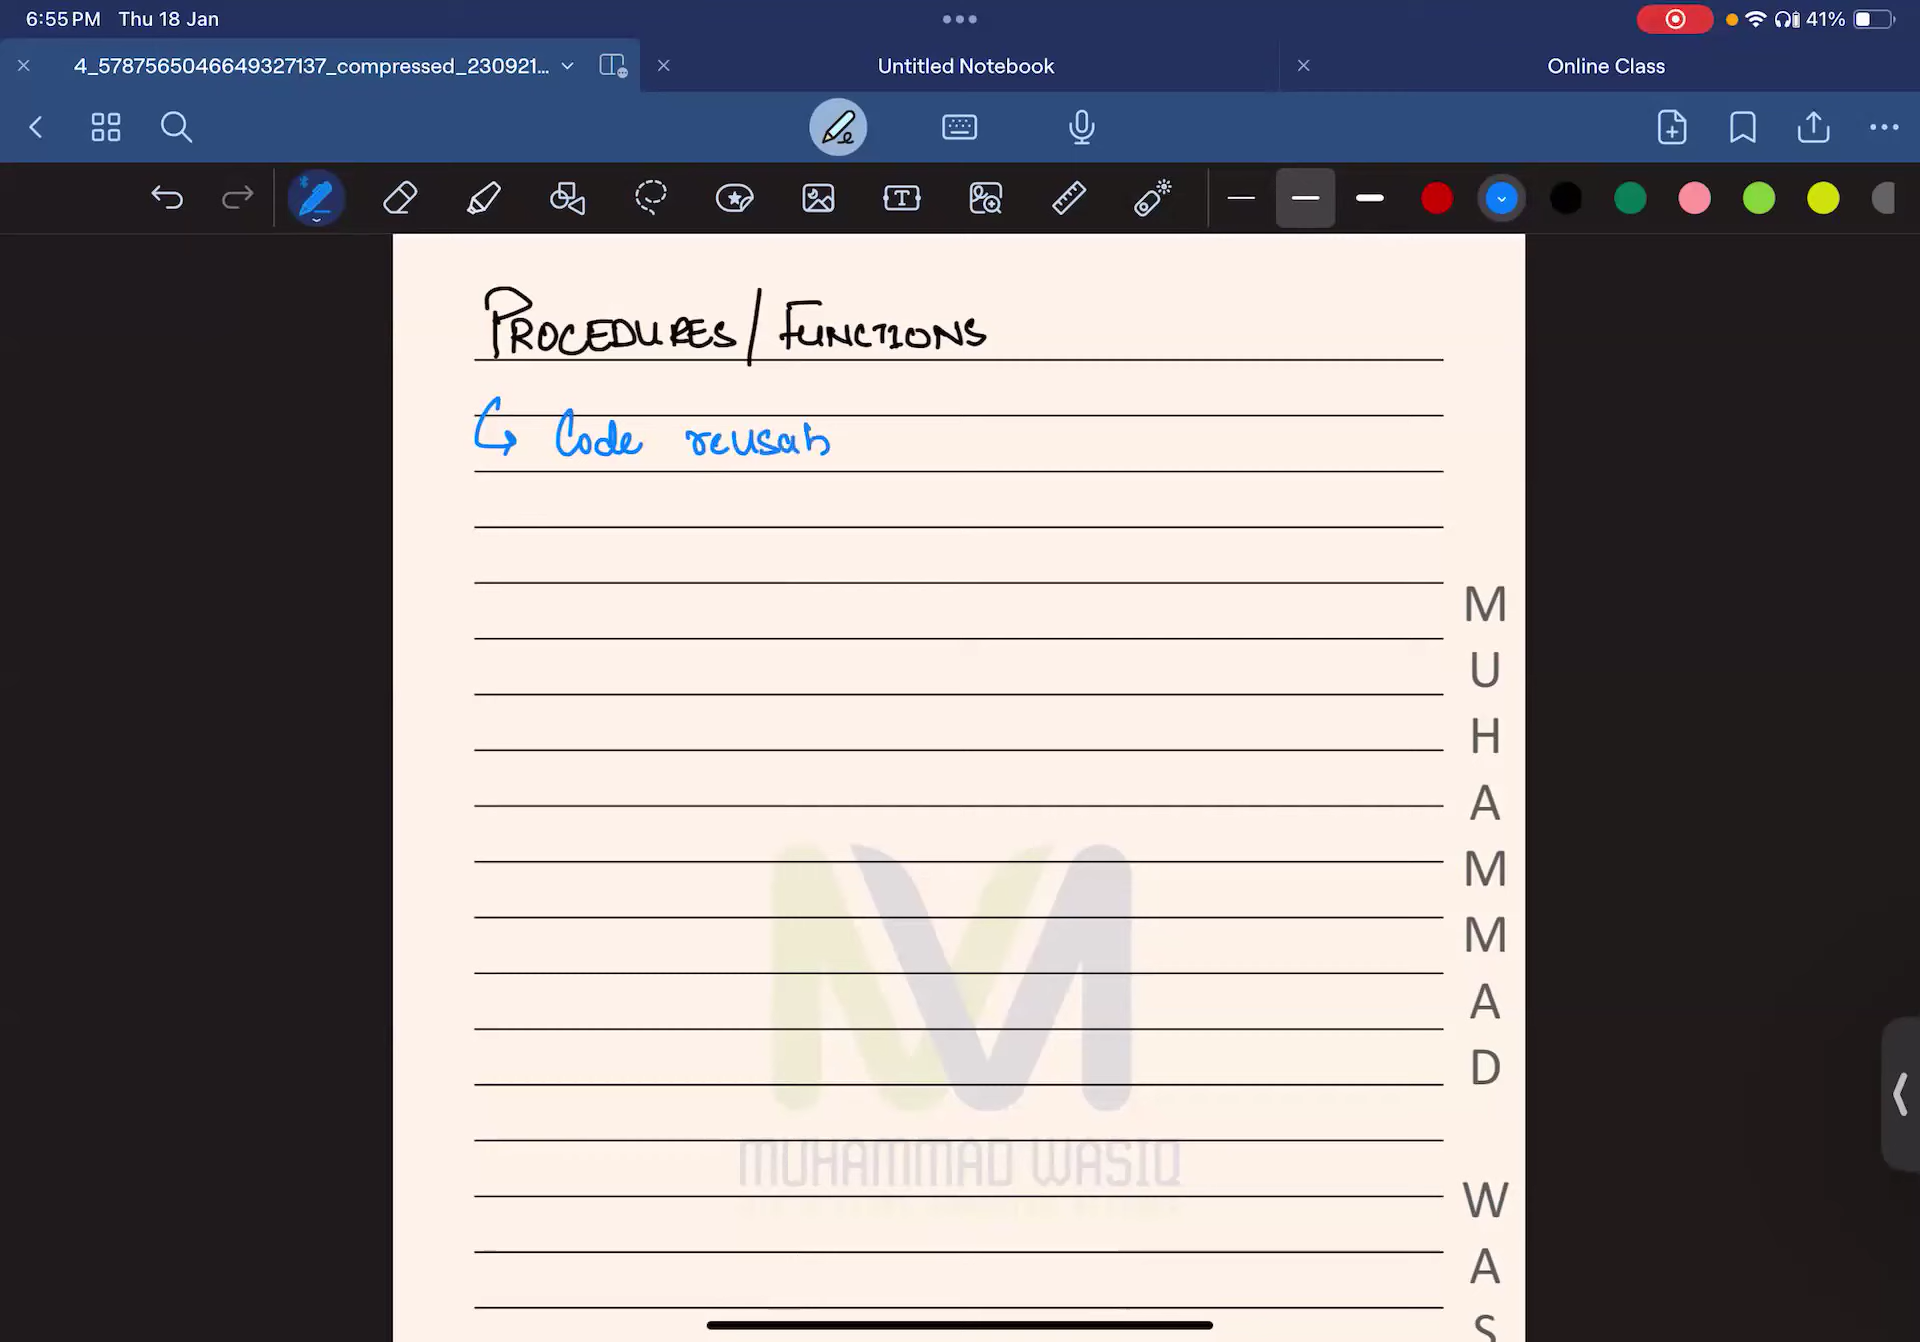 6:55 PM Thu 18 Jan
41%
4_5787565046649327137_compressed_230921...
Untitled Notebook
Online Class
PROCEDURES/FUNCTIONS
Code reusab
MUHAMMAD WASIQ
M
U
H
A
M
M
A
D
W
A
S